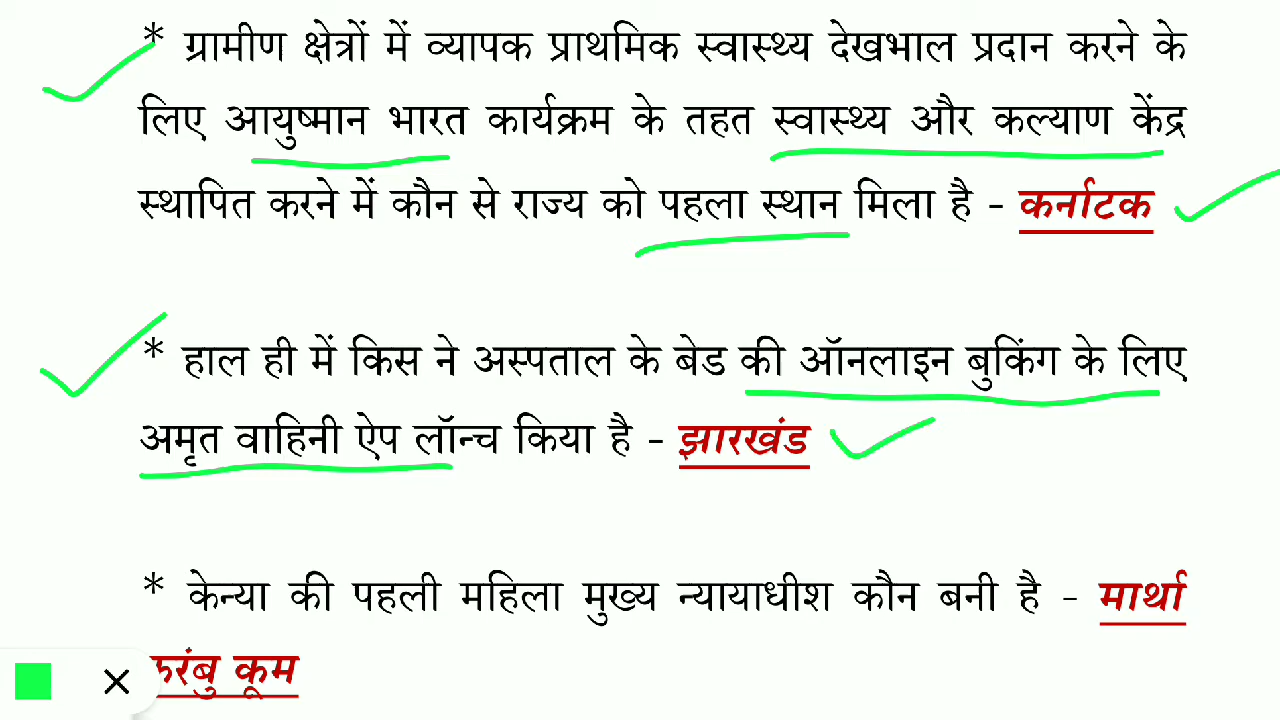 * ग्रामीण क्षेत्रों में व्यापक प्राथमिक स्वास्थ्य देखभाल प्रदान करने के
लिए आयुष्मान भारत कार्यक्रम के तहत स्वास्थ्य और कल्याण केंद्र
स्थापित करने में कौन से राज्य को पहला स्थान मिला है - कर्नाटक
* हाल ही में किस ने अस्पताल के बेड की ऑनलाइन बुकिंग के लिए
अमृत वाहिनी ऐप लॉन्च किया है - झारखंड
* केन्या की पहली महिला मुख्य न्यायाधीश कौन बनी है - मार्था
कूम